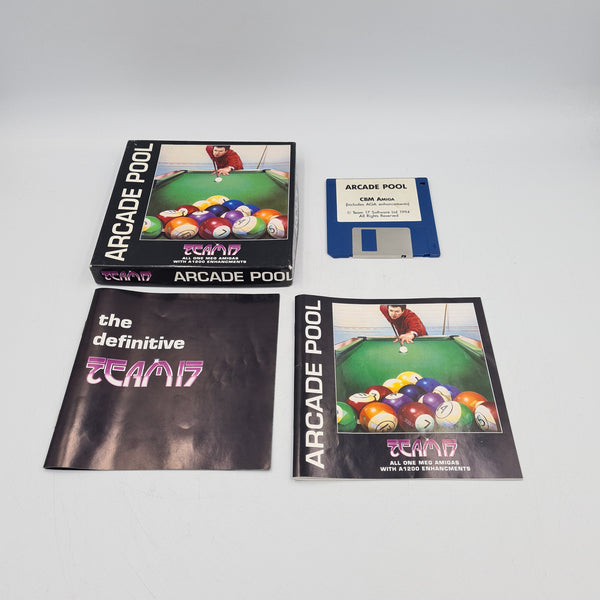 ARCADE POOL
TEAM17
ALL ONE MEG AMIGAS
WITH A1200 ENHANCMENTS
TEAM17 ARCADE POOL
ARCADE POOL
CBM AMIGA
(includes AGA enhancements)
© Team 17 Software Ltd 1994
All Rights Reserved
the
definitive
TEAM17
ARCADE POOL
TEAM17
ALL ONE MEG AMIGAS
WITH A1200 ENHANCMENTS